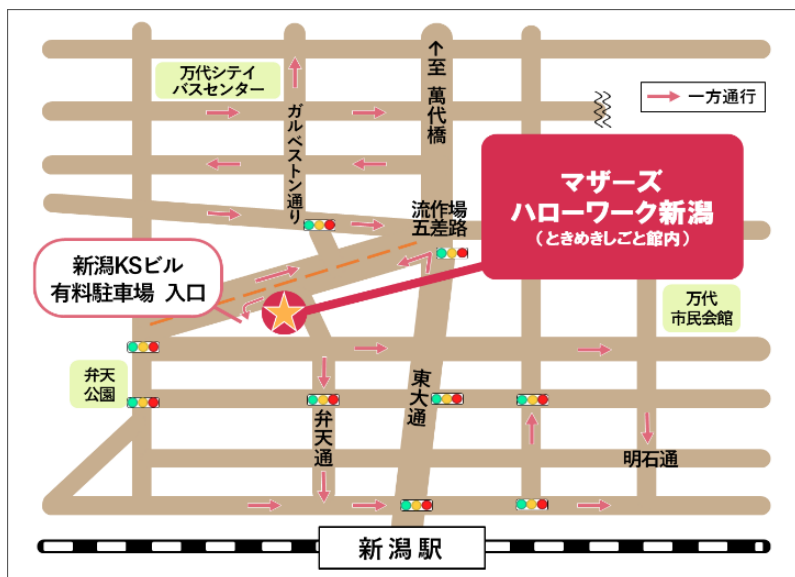 ↑至 萬代橋
万代シテイ
バスセンター
一方通行
ガルベストン通り
マザーズ
ハローワーク新潟
（ときめきしごと館内）
流作場
五差路
新潟KSビル
有料駐車場 入口
万代
市民会館
弁天
公園
東大通
弁天通
明石通
新潟駅